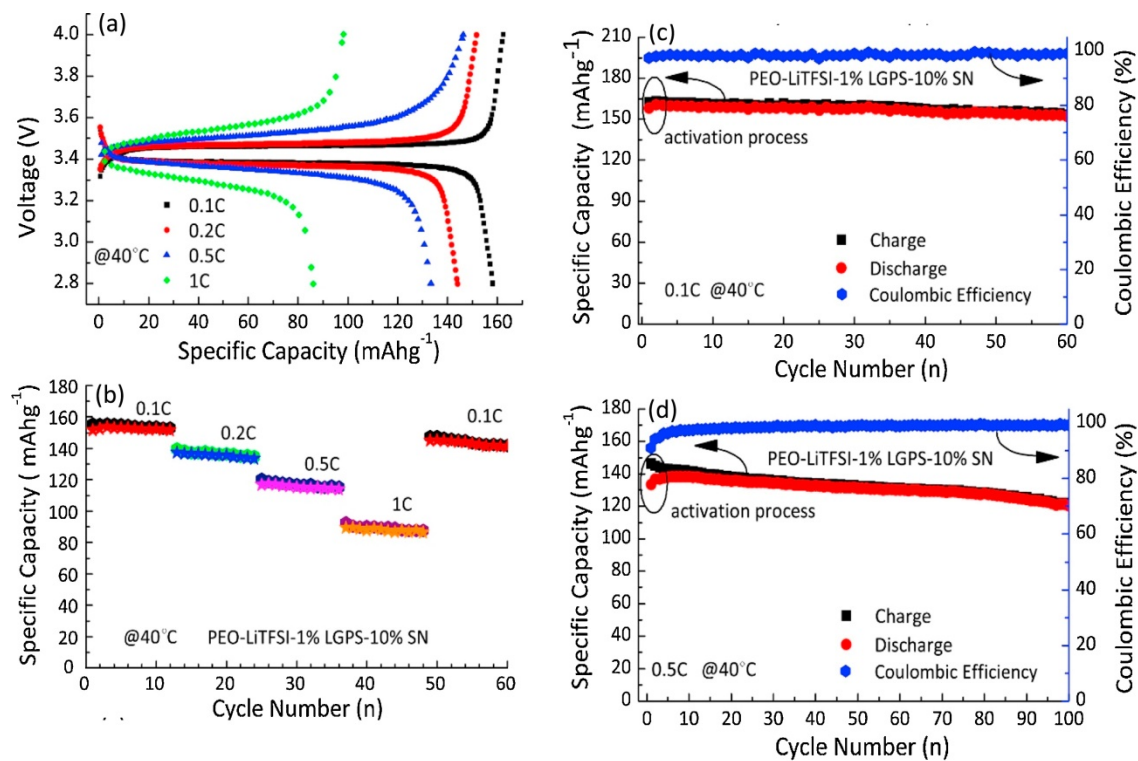 (a)
4.0
3.8
3.6
3.4
3.2
3.0
2.8
Voltage (V)
0.1C
0.2C
0.5C
1C
@40°C
0 20 40 60 80 100 120 140 160
Specific Capacity (mAhg⁻¹)
(b)
180
160
140
120
100
80
60
40
20
0
Specific Capacity ( mAhg⁻¹)
0.1C
0.2C
0.5C
1C
0.1C
@40°C PEO-LiTFSI-1% LGPS-10% SN
0 10 20 30 40 50 60
Cycle Number (n)
(c)
210
180
150
120
90
60
30
0
Specific Capacity (mAhg⁻¹)
PEO-LiTFSI-1% LGPS-10% SN
activation process
Charge
Discharge
Coulombic Efficiency
0.1C @40°C
100
80
60
40
20
0
Coulombic Efficiency (%)
0 10 20 30 40 50 60
Cycle Number (n)
(d)
180
160
140
120
100
80
60
40
20
0
Specific Capacity (mAhg⁻¹)
PEO-LiTFSI-1% LGPS-10% SN
activation process
Charge
Discharge
Coulombic Efficiency
0.5C @40°C
100
80
60
40
20
0
Coulombic Efficiency (%)
0 10 20 30 40 50 60 70 80 90 100
Cycle Number (n)